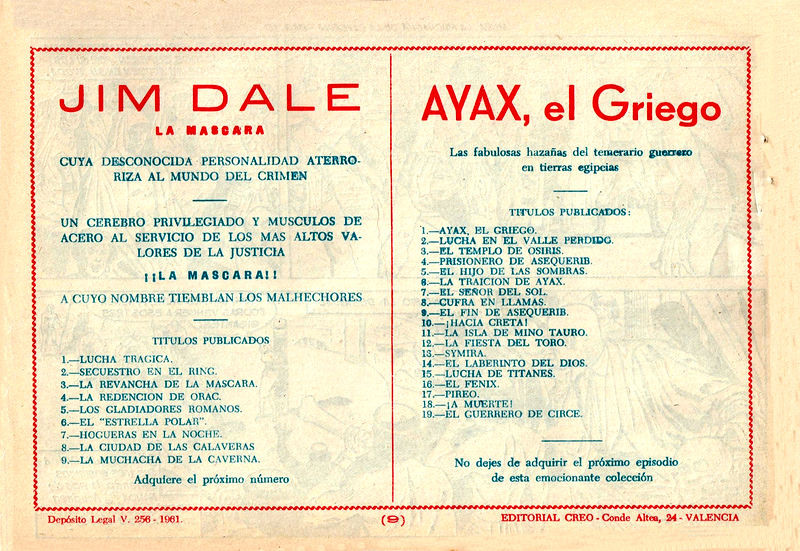 JIM DALE
LA MASCARA
CUYA DESCONOCIDA PERSONALIDAD ATERRO-
RIZA AL MUNDO DEL CRIMEN
UN CEREBRO PRIVILEGIADO Y MUSCULOS DE
ACERO AL SERVICIO DE LOS MAS ALTOS VA-
LORES DE LA JUSTICIA
¡¡LA MASCARA!!
A CUYO NOMBRE TIEMBLAN LOS MALHECHORES
TITULOS PUBLICADOS
1.—LUCHA TRAGICA.
2.—SECUESTRO EN EL RING.
3.—LA REVANCHA DE LA MASCARA.
4.—LA REDENCION DE ORAC.
5.—LOS GLADIADORES ROMANOS.
6.—EL "ESTRELLA POLAR".
7.—HOGUERAS EN LA NOCHE.
8.—LA CIUDAD DE LAS CALAVERAS
9.—LA MUCHACHA DE LA CAVERNA.
Adquiere el próximo número
AYAX, el Griego
Las fabulosas hazañas del temerario guerrero
en tierras egipcias
TITULOS PUBLICADOS:
1.—AYAX, EL GRIEGO.
2.—LUCHA EN EL VALLE PERDIDO.
3.—EL TEMPLO DE OSIRIS.
4.—PRISIONERO DE ASEQUERIB.
5.—EL HIJO DE LAS SOMBRAS.
6.—LA TRAICION DE AYAX.
7.—EL SEÑOR DEL SOL.
8.—CUFRA EN LLAMAS.
9.—EL FIN DE ASEQUERIB.
10.—¡HACIA CRETA!
11.—LA ISLA DE MINO TAURO.
12.—LA FIESTA DEL TORO.
13.—SYMIRA.
14.—EL LABERINTO DEL DIOS.
15.—LUCHA DE TITANES.
16.—EL FENIX.
17.—PIREO.
18.—¡A MUERTE!
19.—EL GUERRERO DE CIRCE.
No dejes de adquirir el próximo episodio
de esta emocionante colección
Depósito Legal V. 256 - 1961.
(9)
EDITORIAL CREO - Conde Altea, 24 - VALENCIA